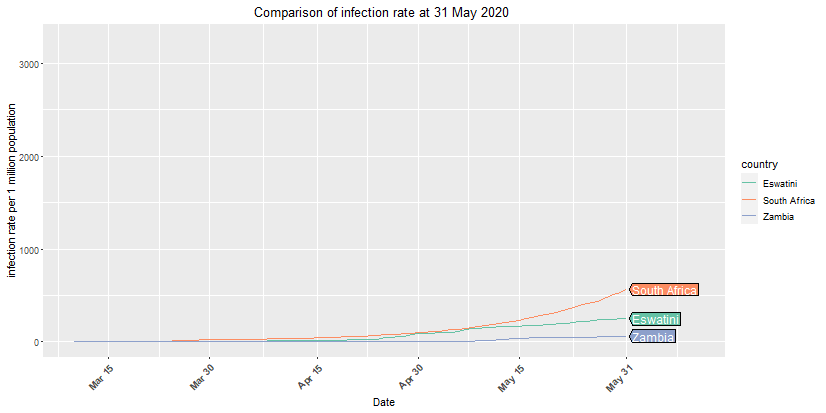 Comparison of infection rate at 31 May 2020
infection rate per 1 million population
3000
2000
1000
0
South Africa
Eswatini
Zambia
Mar 15
Mar 30
Apr 15
Apr 30
May 15
May 31
Date
country
Eswatini
South Africa
Zambia